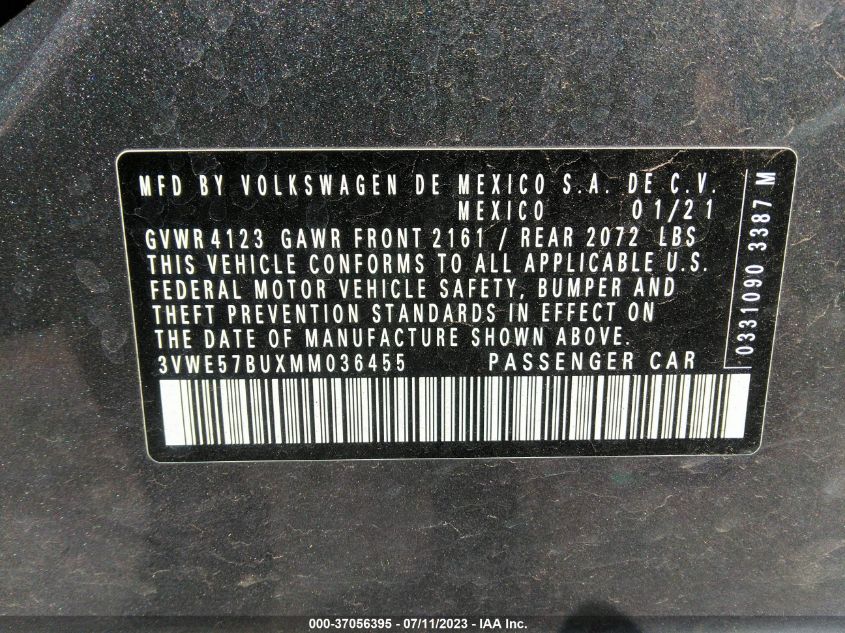 MFD BY VOLKSWAGEN DE MEXICO S.A. DE C.V.
MEXICO 01/21
GVWR 4123 GAWR FRONT 2161 / REAR 2072 LBS
THIS VEHICLE CONFORMS TO ALL APPLICABLE U.S.
FEDERAL MOTOR VEHICLE SAFETY, BUMPER AND
THEFT PREVENTION STANDARDS IN EFFECT ON
THE DATE OF MANUFACTURE SHOWN ABOVE.
3VWE57BUXMM036455 PASSENGER CAR
0331090 3387 M
000-37056395 - 07/11/2023 - IAA Inc.